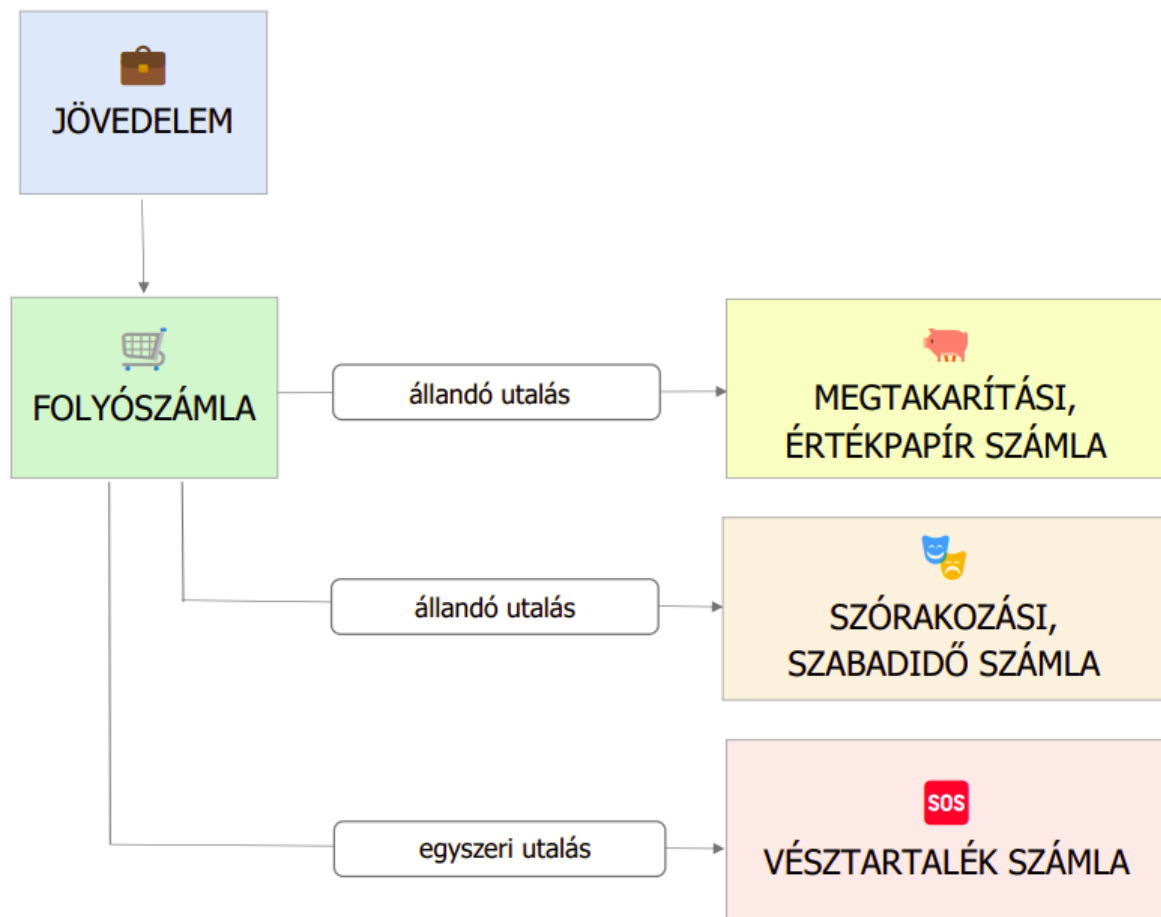 JÖVEDELEM
FOLYÓSZÁMLA
állandó utalás
MEGTAKARÍTÁSI,
ÉRTÉKPAPÍR SZÁMLA
állandó utalás
SZÓRAKOZÁSI,
SZABADIDŐ SZÁMLA
egyszeri utalás
SOS
VÉSZTARTALÉK SZÁMLA